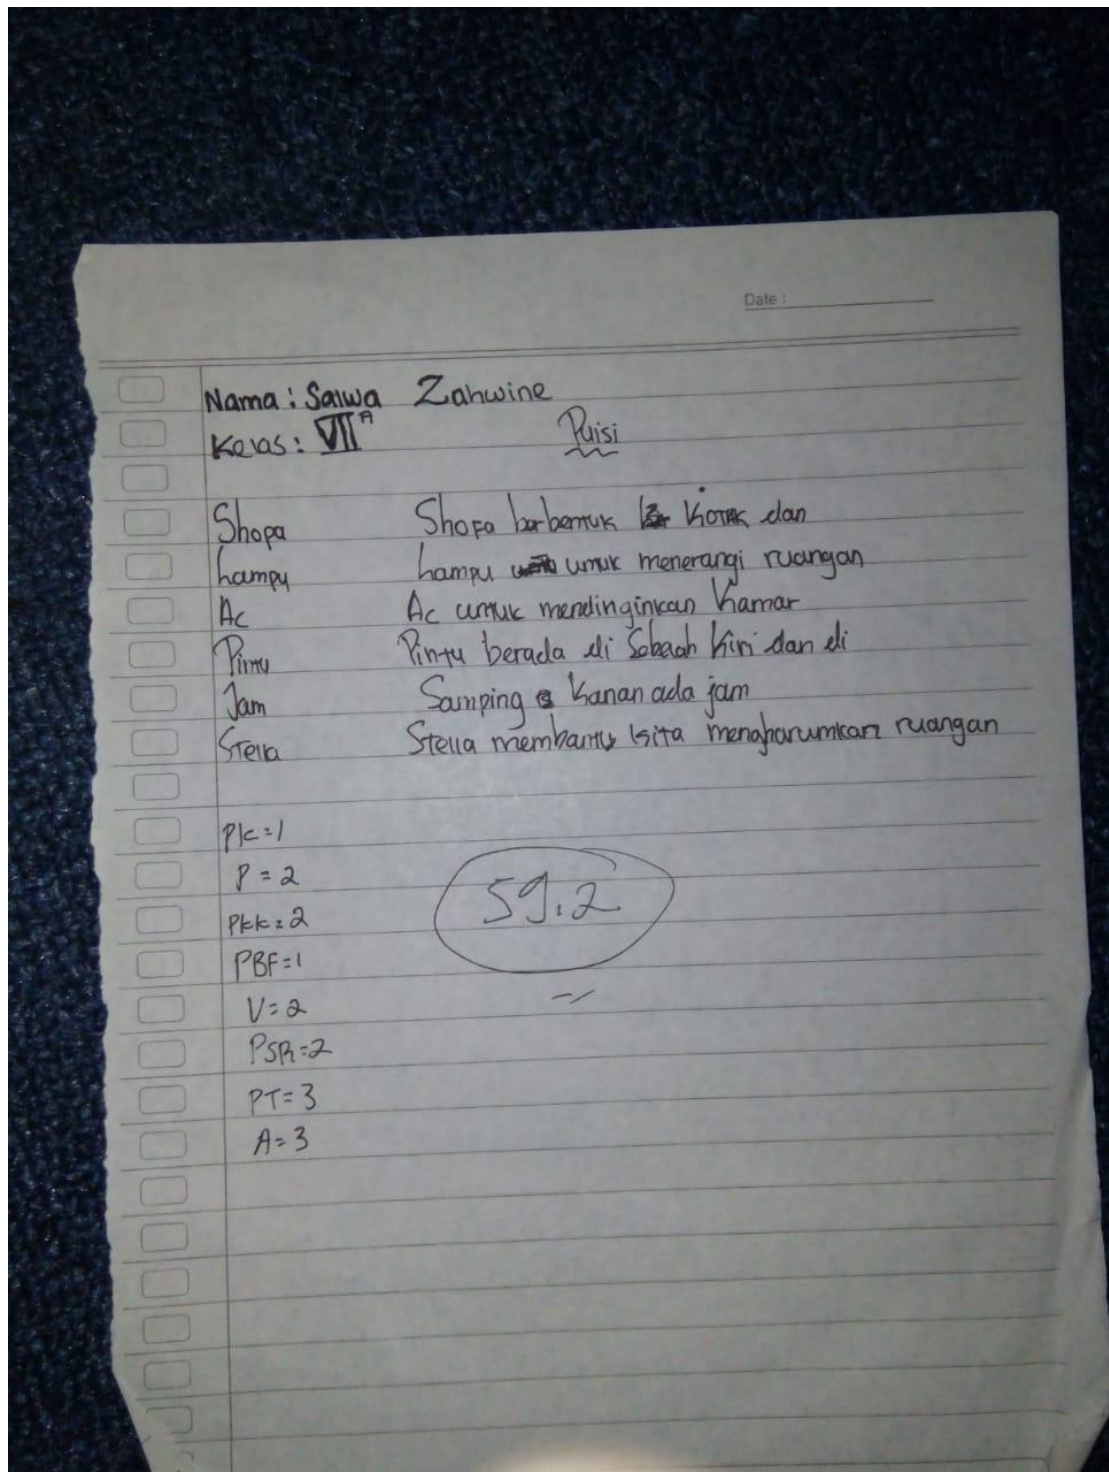 Date :
Nama : Salwa Zahwine
Kelas : VII A
Puisi
Shopa Shopa berbentuk Kotak dan
Lampu Lampu untuk menerangi ruangan
Ac Ac untuk mendinginkan Kamar
Pintu Pintu berada di Sebelah Kiri dan di
Jam Samping Kanan ada jam
Stella Stella membantu kita mengharumkan ruangan
PK=1
P = 2
PKK=2
PBF=1
V=2
PSR=2
PT=3
A=3
59.2